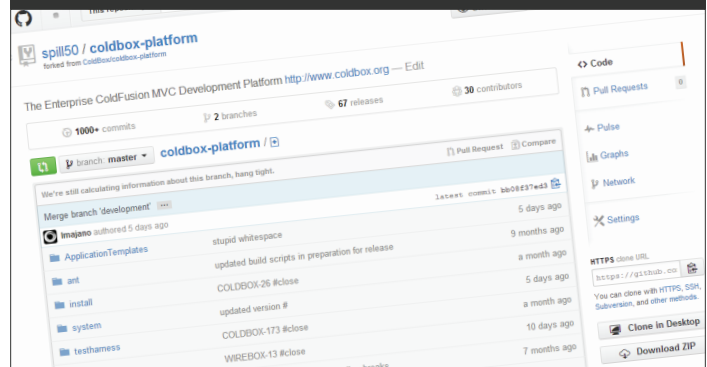 This rep
spill50 / coldbox-platform
forked from ColdBox/coldbox-platform
The Enterprise ColdFusion MVC Development Platform http://www.coldbox.org — Edit
1000+ commits
2 branches
67 releases
30 contributors
branch: master
coldbox-platform /
Pull Request
Compare
We're still calculating information about this branch, hang tight.
Merge branch 'development' ...
lmajano authored 5 days ago
latest commit bb08f37ed3
ApplicationTemplates
stupid whitespace
5 days ago
ant
updated build scripts in preparation for release
9 months ago
install
COLDBOX-26 #close
a month ago
system
updated version #
5 days ago
testharness
COLDBOX-173 #close
a month ago
WIREBOX-13 #close
10 days ago
breaks
7 months ago
Code
Pull Requests 0
Pulse
Graphs
Network
Settings
HTTPS clone URL
https://github.co
You can clone with HTTPS, SSH,
Subversion, and other methods.
Clone in Desktop
Download ZIP